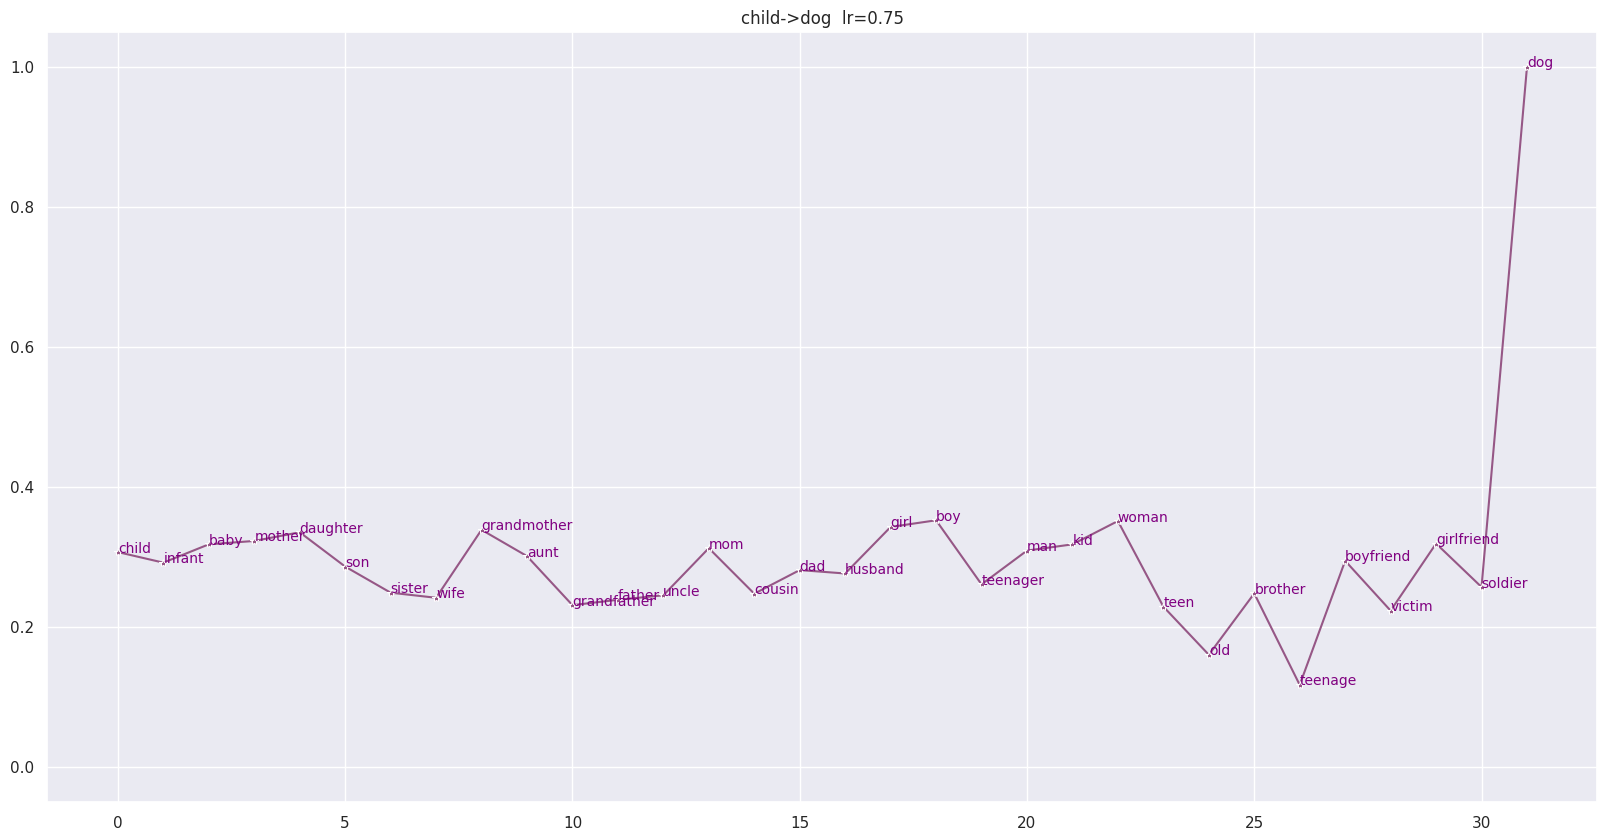 child->dog lr=0.75
1.0
0.8
0.6
0.4
0.2
0.0
child
infant
baby
mother
daughter
son
sister
wife
grandmother
aunt
grandfather
father
uncle
mom
cousin
dad
husband
girl
boy
teenager
man
kid
woman
teen
old
brother
teenage
boyfriend
victim
girlfriend
soldier
dog
0
5
10
15
20
25
30